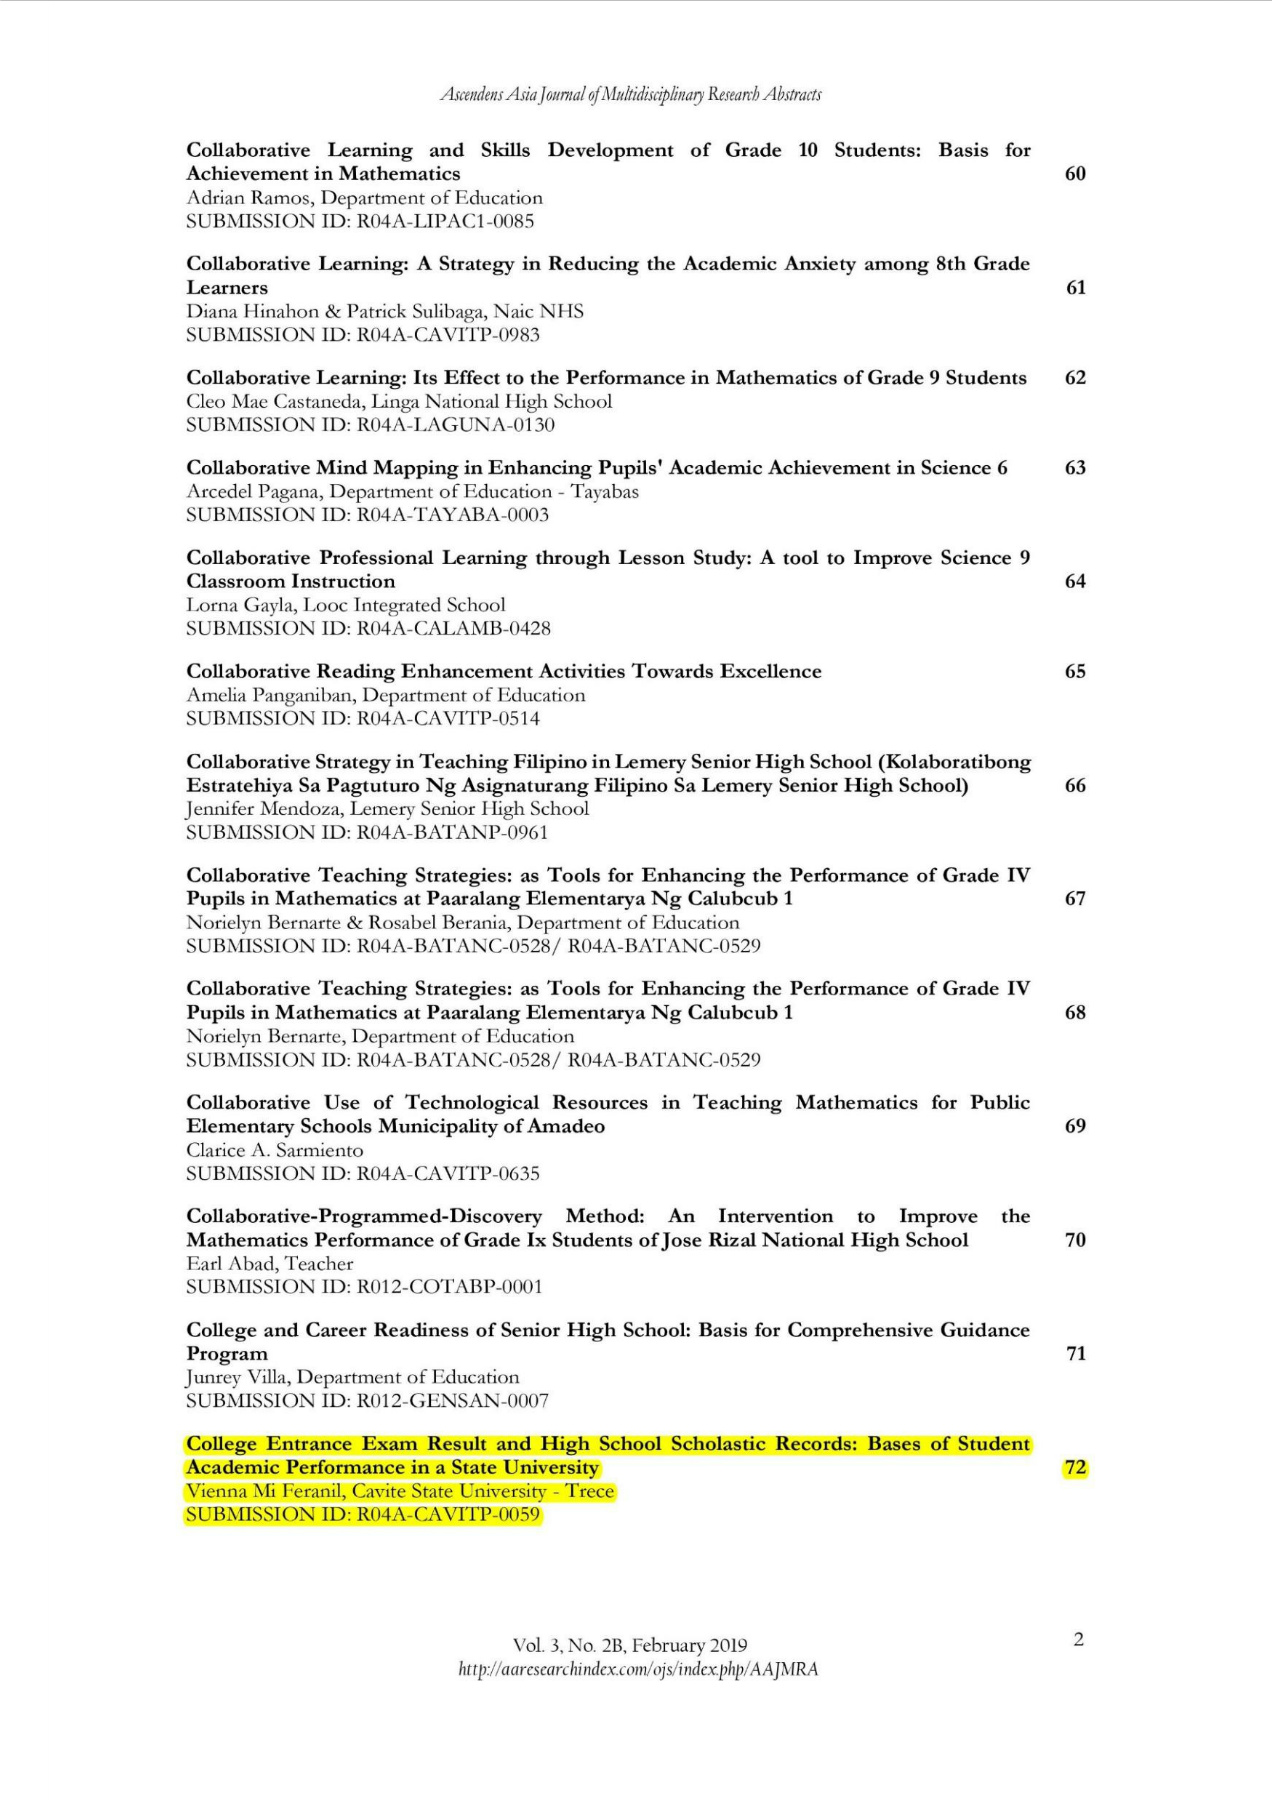 Ascendens Asia Journal of Multidisciplinary Research Abstracts
Collaborative Learning and Skills Development of Grade 10 Students: Basis for
Achievement in Mathematics 60
Adrian Ramos, Department of Education
SUBMISSION ID: R04A-LIPAC1-0085
Collaborative Learning: A Strategy in Reducing the Academic Anxiety among 8th Grade
Learners 61
Diana Hinahon & Patrick Sulibaga, Naic NHS
SUBMISSION ID: R04A-CAVITP-0983
Collaborative Learning: Its Effect to the Performance in Mathematics of Grade 9 Students 62
Cleo Mae Castaneda, Linga National High School
SUBMISSION ID: R04A-LAGUNA-0130
Collaborative Mind Mapping in Enhancing Pupils' Academic Achievement in Science 6 63
Arcedel Pagana, Department of Education - Tayabas
SUBMISSION ID: R04A-TAYABA-0003
Collaborative Professional Learning through Lesson Study: A tool to Improve Science 9
Classroom Instruction 64
Lorna Gayla, Looc Integrated School
SUBMISSION ID: R04A-CALAMB-0428
Collaborative Reading Enhancement Activities Towards Excellence 65
Amelia Panganiban, Department of Education
SUBMISSION ID: R04A-CAVITP-0514
Collaborative Strategy in Teaching Filipino in Lemery Senior High School (Kolaboratibong
Estratehiya Sa Pagtuturo Ng Asignaturang Filipino Sa Lemery Senior High School) 66
Jennifer Mendoza, Lemery Senior High School
SUBMISSION ID: R04A-BATANP-0961
Collaborative Teaching Strategies: as Tools for Enhancing the Performance of Grade IV
Pupils in Mathematics at Paaralang Elementarya Ng Calubcub 1 67
Norielyn Bernarte & Rosabel Berania, Department of Education
SUBMISSION ID: R04A-BATANC-0528/ R04A-BATANC-0529
Collaborative Teaching Strategies: as Tools for Enhancing the Performance of Grade IV
Pupils in Mathematics at Paaralang Elementarya Ng Calubcub 1 68
Norielyn Bernarte, Department of Education
SUBMISSION ID: R04A-BATANC-0528/ R04A-BATANC-0529
Collaborative Use of Technological Resources in Teaching Mathematics for Public
Elementary Schools Municipality of Amadeo 69
Clarice A. Sarmiento
SUBMISSION ID: R04A-CAVITP-0635
Collaborative-Programmed-Discovery Method: An Intervention to Improve the
Mathematics Performance of Grade Ix Students of Jose Rizal National High School 70
Earl Abad, Teacher
SUBMISSION ID: R012-COTABP-0001
College and Career Readiness of Senior High School: Basis for Comprehensive Guidance
Program 71
Junrey Villa, Department of Education
SUBMISSION ID: R012-GENSAN-0007
College Entrance Exam Result and High School Scholastic Records: Bases of Student
Academic Performance in a State University 72
Vienna Mi Feranil, Cavite State University - Trece
SUBMISSION ID: R04A-CAVITP-0059
Vol. 3, No. 2B, February 2019 2
http://aaresearchindex.com/ojs/index.php/AAJMRA